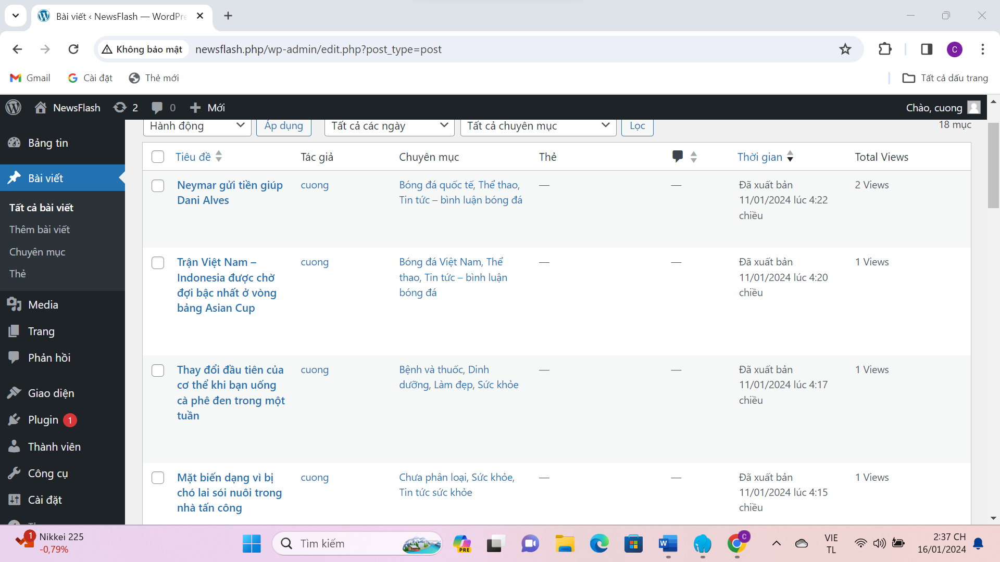 Bài viết ‹ NewsFlash — WordPre
Không bảo mật
newsflash.php/wp-admin/edit.php?post_type=post
C
Gmail
Cài đặt
Thẻ mới
Tất cả dấu trang
NewsFlash
2
0
Mới
Chào, cuong
Bảng tin
Bài viết
Tất cả bài viết
Thêm bài viết
Chuyên mục
Thẻ
Media
Trang
Phản hồi
Giao diện
Plugin 1
Thành viên
Công cụ
Cài đặt
Hành động
Áp dụng
Tất cả các ngày
Tất cả chuyên mục
Lọc
18 mục
Tiêu đề
Tác giả
Chuyên mục
Thẻ
Thời gian
Total Views
Neymar gửi tiền giúp
Dani Alves
cuong
Bóng đá quốc tế, Thể thao,
Tin tức – bình luận bóng đá
—
—
Đã xuất bản
11/01/2024 lúc 4:22
chiều
2 Views
Trận Việt Nam –
Indonesia được chờ
đợi bậc nhất ở vòng
bảng Asian Cup
cuong
Bóng đá Việt Nam, Thể
thao, Tin tức – bình luận
bóng đá
—
—
Đã xuất bản
11/01/2024 lúc 4:20
chiều
1 Views
Thay đổi đầu tiên của
cơ thể khi bạn uống
cà phê đen trong một
tuần
cuong
Bệnh và thuốc, Dinh
dưỡng, Làm đẹp, Sức khỏe
—
—
Đã xuất bản
11/01/2024 lúc 4:17
chiều
1 Views
Mặt biến dạng vì bị
chó lai sói nuôi trong
nhà tấn công
cuong
Chưa phân loại, Sức khỏe,
Tin tức sức khỏe
—
—
Đã xuất bản
11/01/2024 lúc 4:15
chiều
1 Views
1
Nikkei 225
-0,79%
Tìm kiếm
PRE
W
C
VIE
TL
2:37 CH
16/01/2024